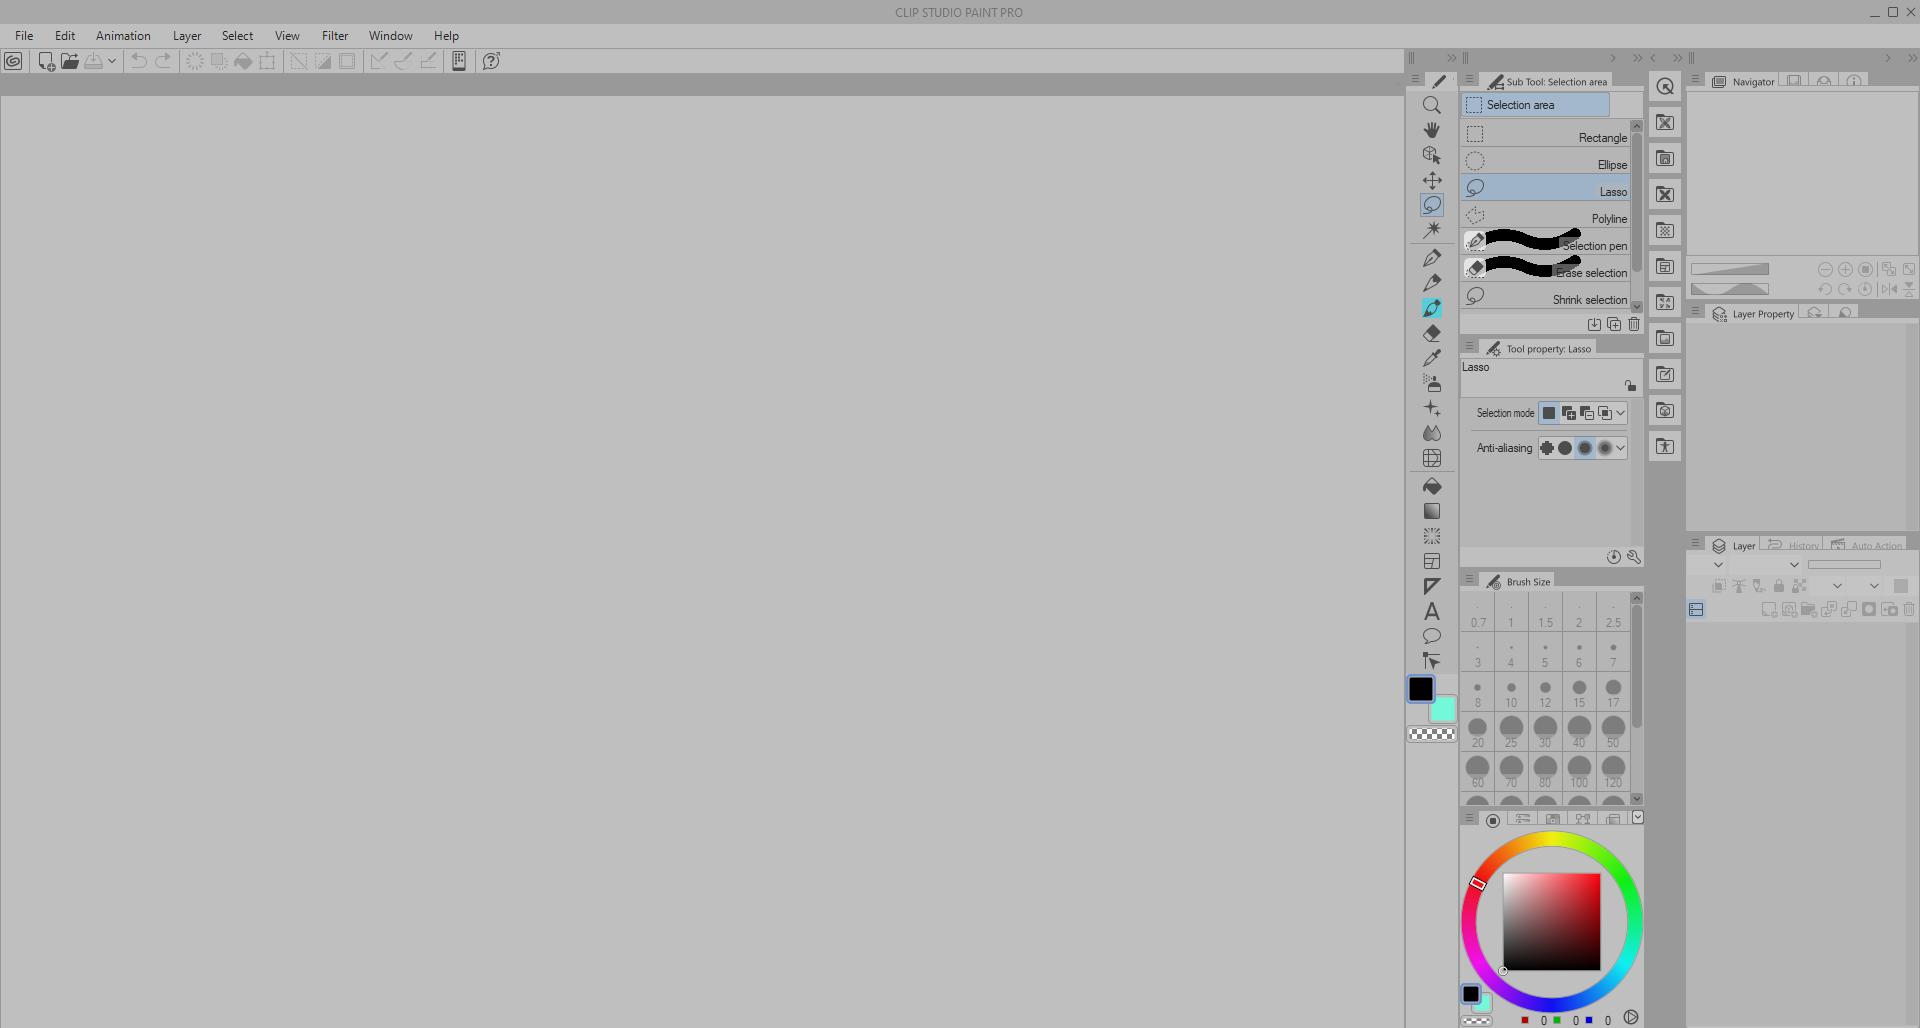 CLIP STUDIO PAINT PRO
File Edit Animation Layer Select View Filter Window Help
Sub Tool: Selection area
Selection area
Rectangle
Ellipse
Lasso
Polyline
Selection pen
Erase selection
Shrink selection
Tool property: Lasso
Lasso
Selection mode
Anti-aliasing
Brush Size
0.7 1 1.5 2 2.5
3 4 5 6 7
8 10 12 15 17
20 25 30 40 50
60 70 80 100 120
0 0 0
Navigator
Layer Property
Layer History Auto Action